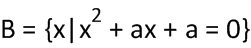 B = {x|x² + ax + a = 0}